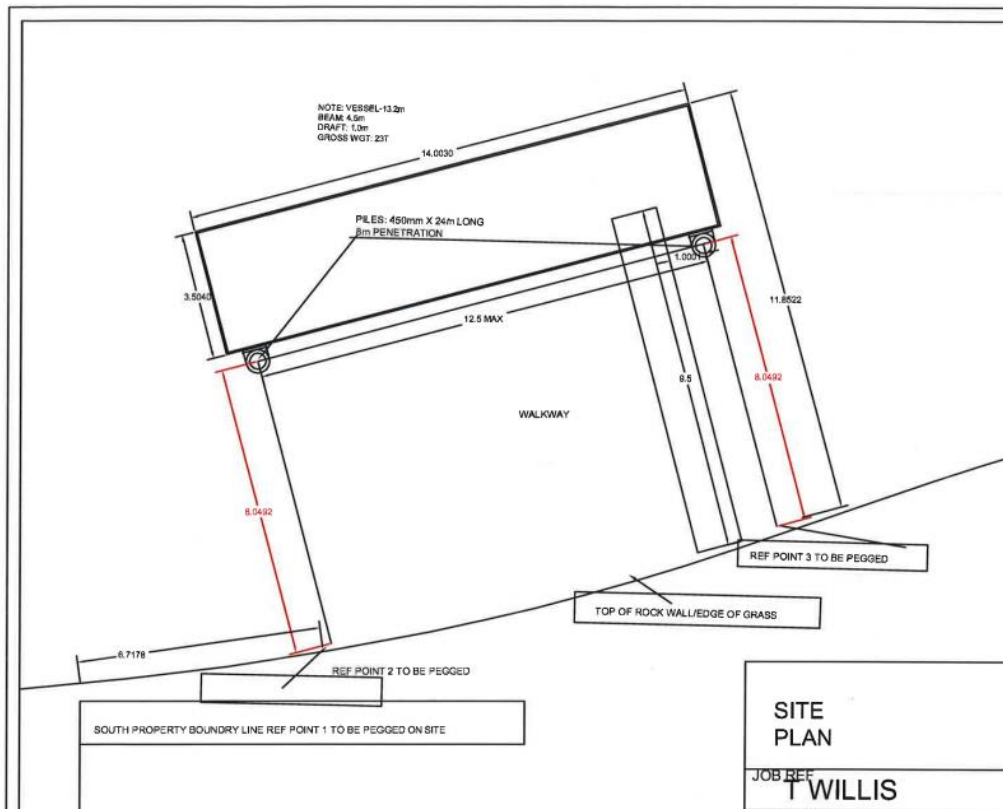 NOTE: VESSEL-13.2m
BEAM: 4.5m
DRAFT: 1.0m
GROSS WGT: 23T
14.0030
PILES: 450mm X 24m LONG
8m PENETRATION
3.5040
1.0001
12.5 MAX
11.8522
8.0492
9.5
WALKWAY
8.0492
REF POINT 3 TO BE PEGGED
TOP OF ROCK WALL/EDGE OF GRASS
6.7178
REF POINT 2 TO BE PEGGED
SOUTH PROPERTY BOUNDRY LINE REF POINT 1 TO BE PEGGED ON SITE
SITE
PLAN
JOB REF
T WILLIS